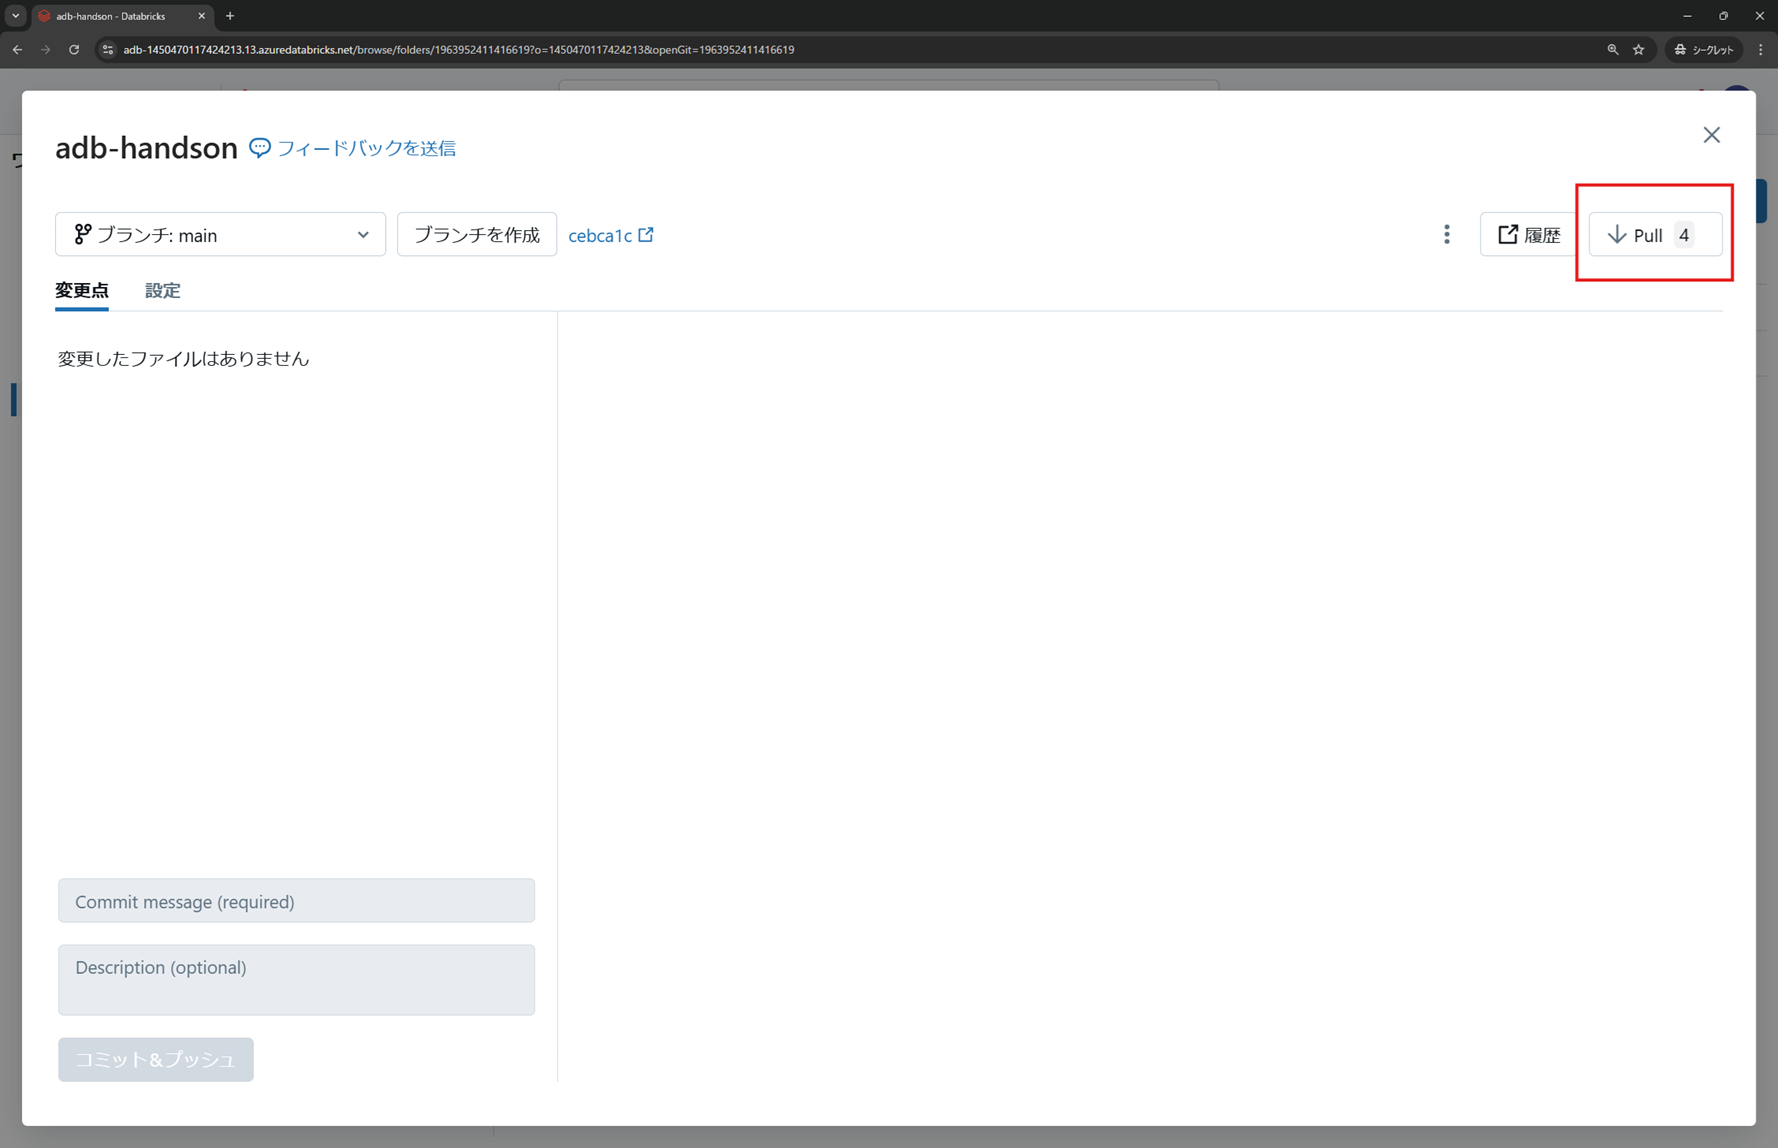 adb-handson - Databricks
adb-1450470117424213.13.azuredatabricks.net/browse/folders/1963952411416619?o=1450470117424213&openGit=1963952411416619
シークレット
adb-handson フィードバックを送信
ブランチ: main ブランチを作成 cebca1c 履歴 Pull 4
変更点 設定
変更したファイルはありません
Commit message (required)
Description (optional)
コミット&プッシュ